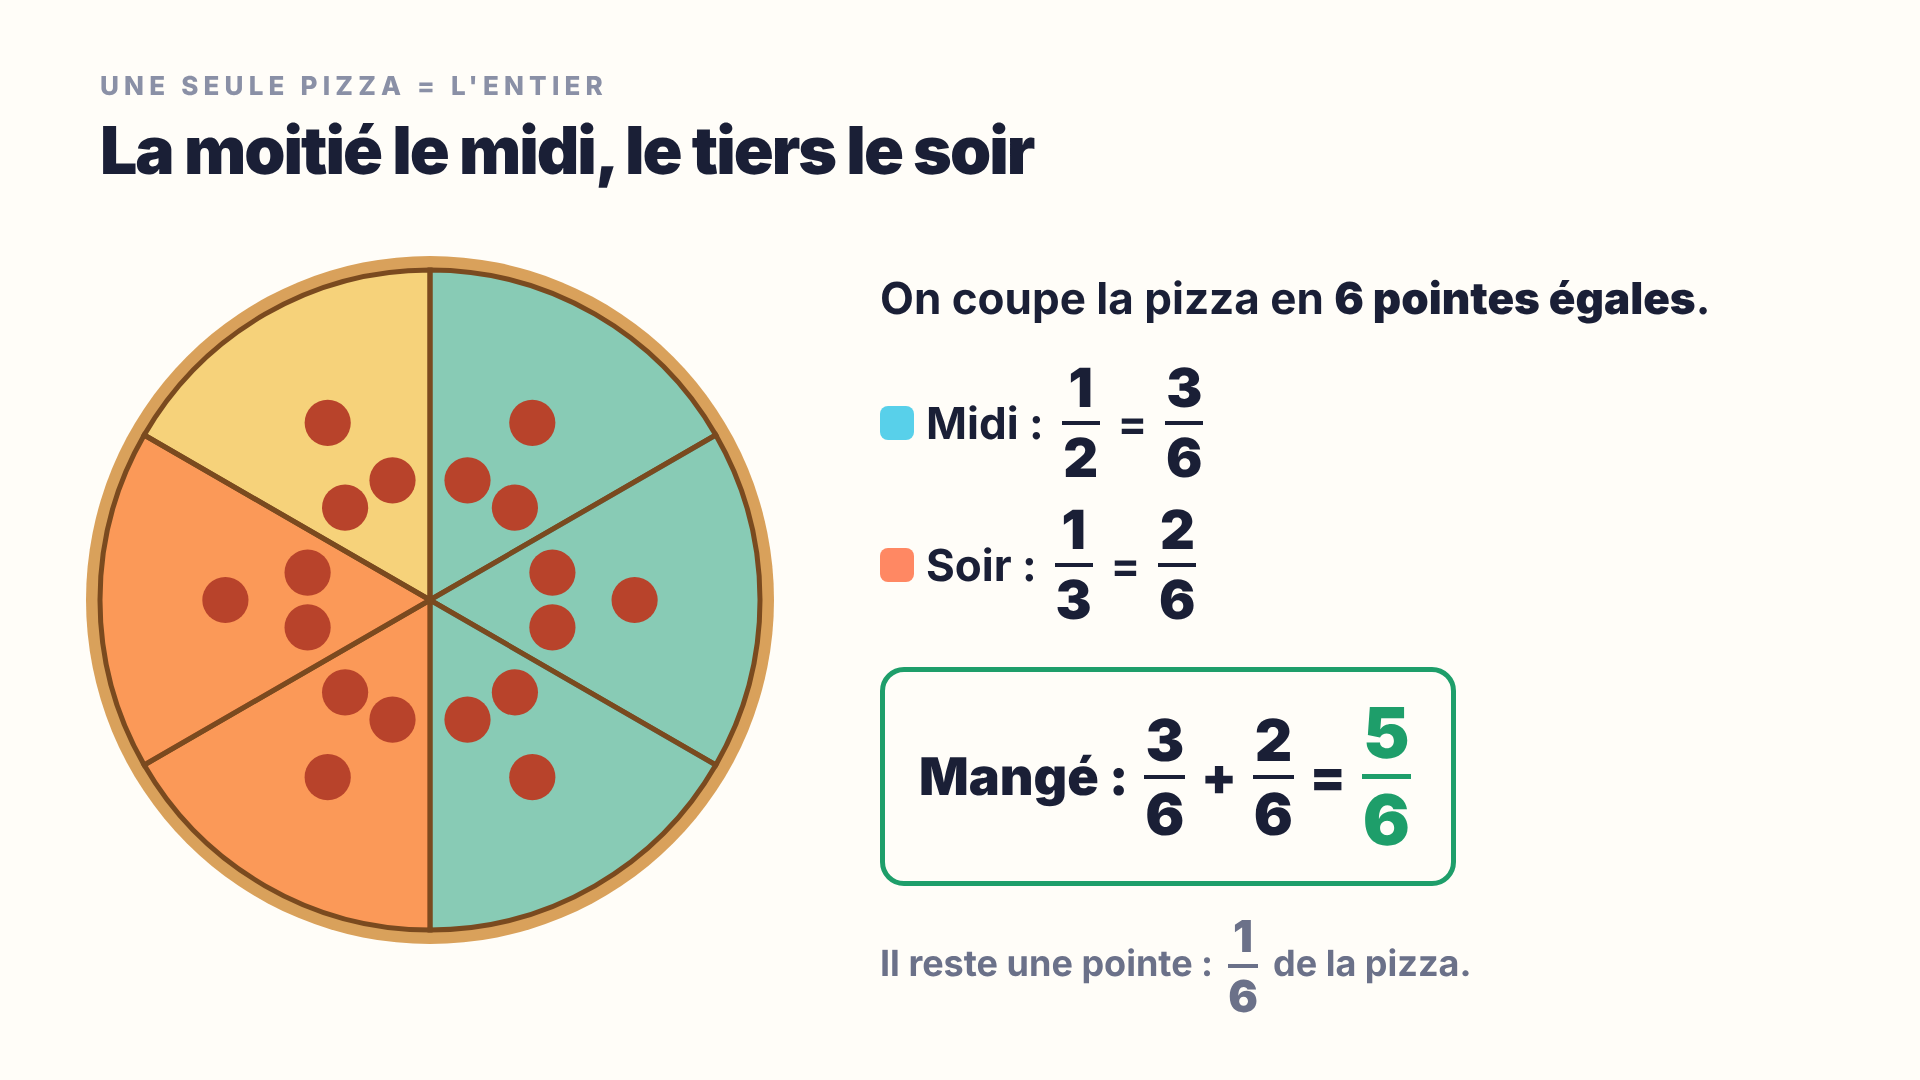 UNE SEULE PIZZA = L'ENTIER
La moitié le midi, le tiers le soir
On coupe la pizza en 6 pointes égales.
Midi : 1/2 = 3/6
Soir : 1/3 = 2/6
Mangé : 3/6 + 2/6 = 5/6
Il reste une pointe : 1/6 de la pizza.